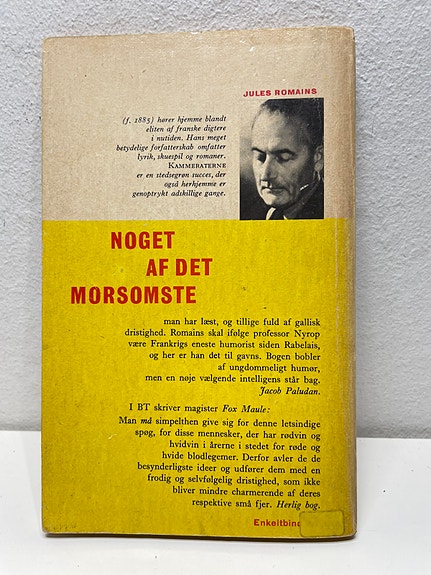 JULES ROMAINS
(f. 1885) hører hjemme blandt
eliten af franske digtere
i nutiden. Hans meget
betydelige forfatterskab omfatter
lyrik, skuespil og romaner.
KAMMERATERNE
er en stedsegrøn succes, der
også herhjemme er
genoptrykt adskillige gange.
NOGET
AF DET
MORSOMSTE
man har læst, og tillige fuld af gallisk
dristighed. Romains skal ifølge professor Nyrop
være Frankrigs eneste humorist siden Rabelais,
og her er han det til gavns. Bogen bobler
af ungdommeligt humør,
men en nøje vælgende intelligens står bag.
Jacob Paludan.
I BT skriver magister Fox Maule:
Man må simpelthen give sig for denne letsindige
spøg, for disse mennesker, der har rødvin og
hvidvin i årerne i stedet for røde og
hvide blodlegemer. Derfor avler de de
besynderligste ideer og udfører dem med en
frodig og selvfølgelig dristighed, som ikke
bliver mindre charmerende af deres
respektive små fjer. Herlig bog.